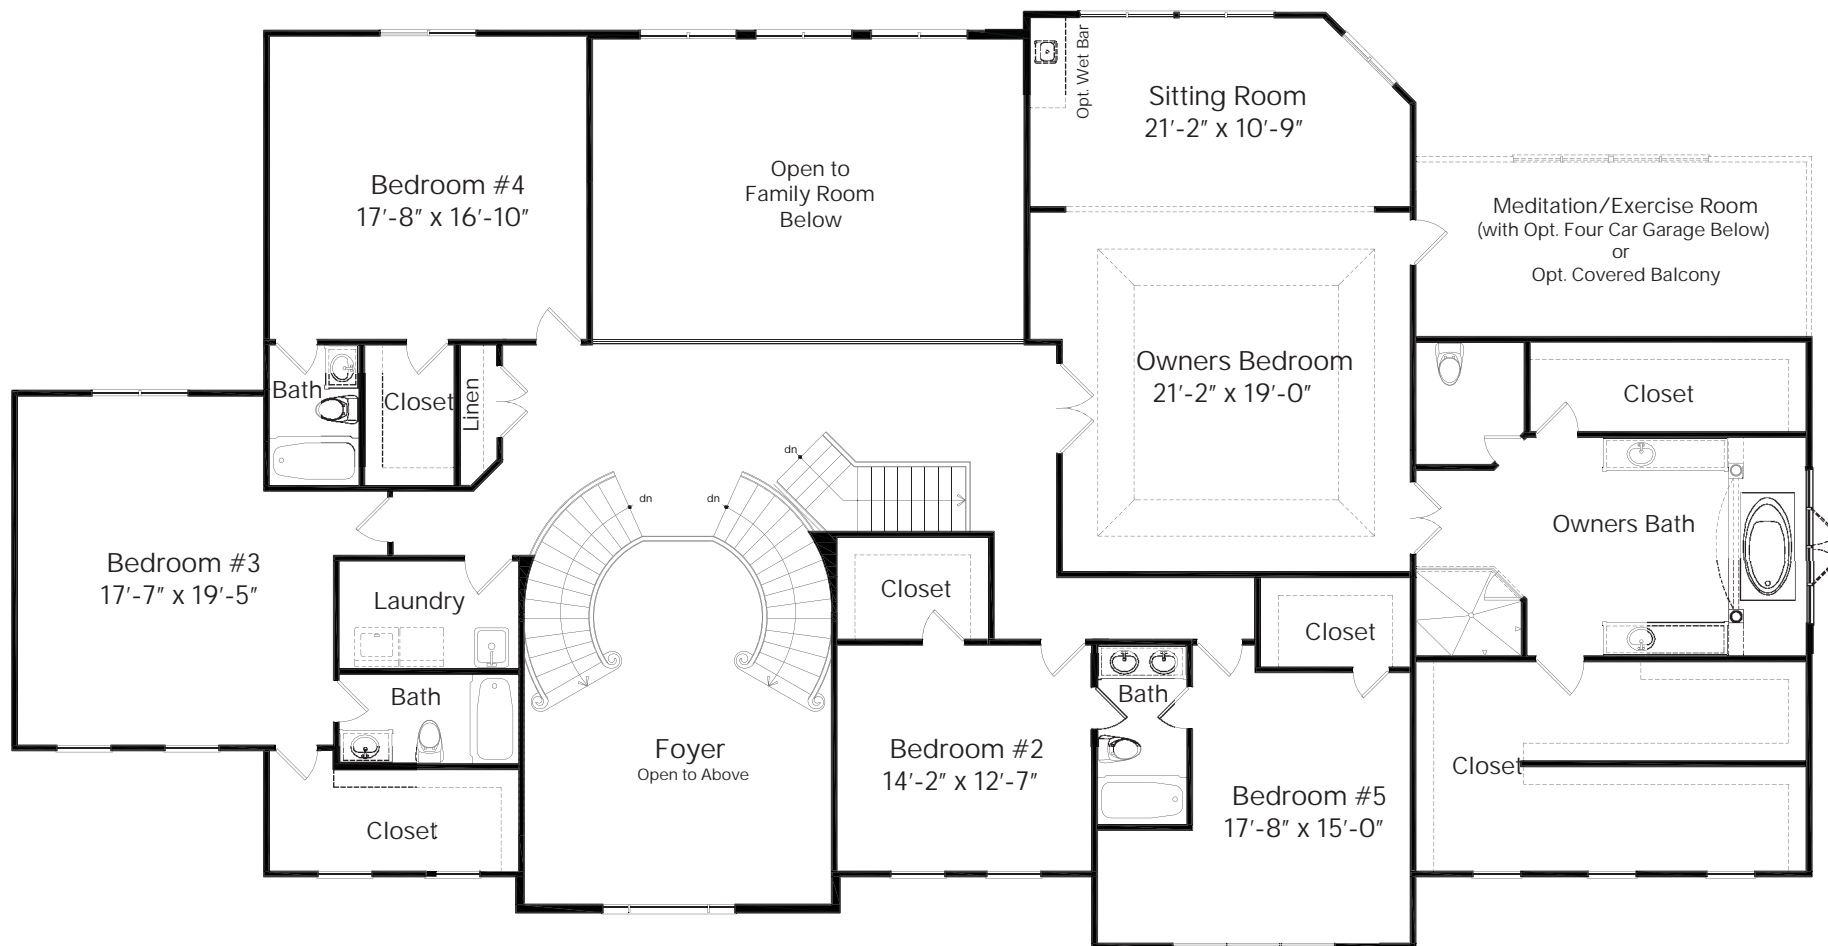 Opt. Wet Bar
Sitting Room
21'-2" x 10'-9"
Bedroom #4
17'-8" x 16'-10"
Open to
Family Room
Below
Meditation/Exercise Room
(with Opt. Four Car Garage Below)
or
Opt. Covered Balcony
Owners Bedroom
21'-2" x 19'-0"
Bath
Closet
Linen
Closet
dn
dn
dn
Owners Bath
Bedroom #3
17'-7" x 19'-5"
Laundry
Closet
Closet
Bath
Bath
Foyer
Open to Above
Bedroom #2
14'-2" x 12'-7"
Closet
Bedroom #5
17'-8" x 15'-0"
Closet